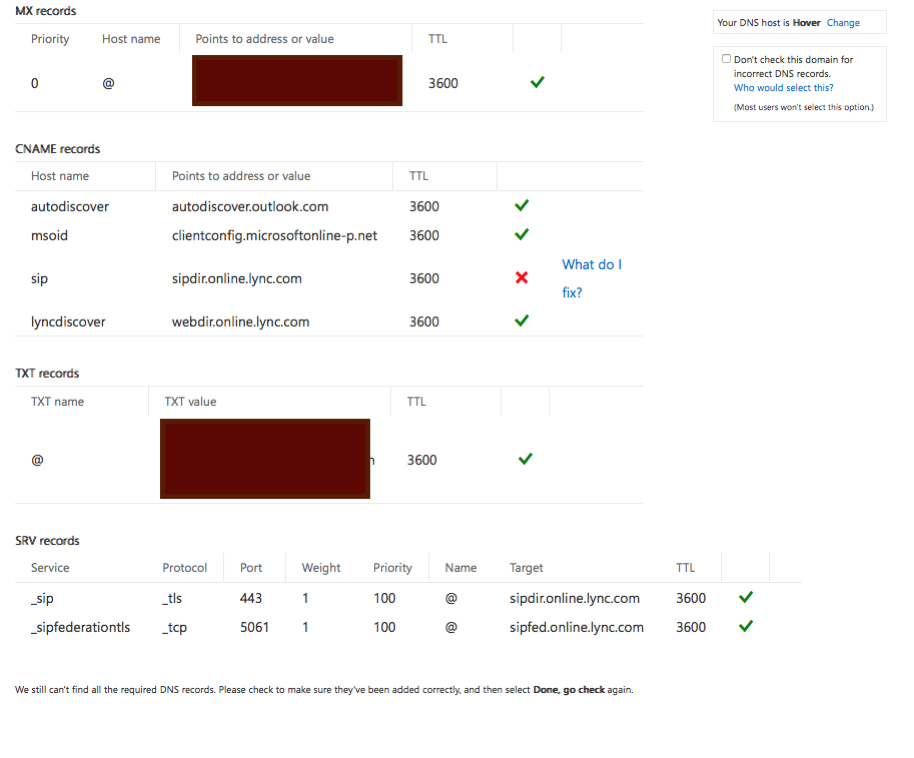 MX records
Priority Host name Points to address or value TTL
0 @ 3600
CNAME records
Host name Points to address or value TTL
autodiscover autodiscover.outlook.com 3600
msoid clientconfig.microsoftonline-p.net 3600
sip sipdir.online.lync.com 3600 What do I
fix?
lyncdiscover webdir.online.lync.com 3600
TXT records
TXT name TXT value TTL
@ 3600
SRV records
Service Protocol Port Weight Priority Name Target TTL
_sip _tls 443 1 100 @ sipdir.online.lync.com 3600
_sipfederationtls _tcp 5061 1 100 @ sipfed.online.lync.com 3600
We still can't find all the required DNS records. Please check to make sure they've been added correctly, and then select Done, go check again.
Your DNS host is Hover Change
Don't check this domain for
incorrect DNS records.
Who would select this?
(Most users won't select this option.)